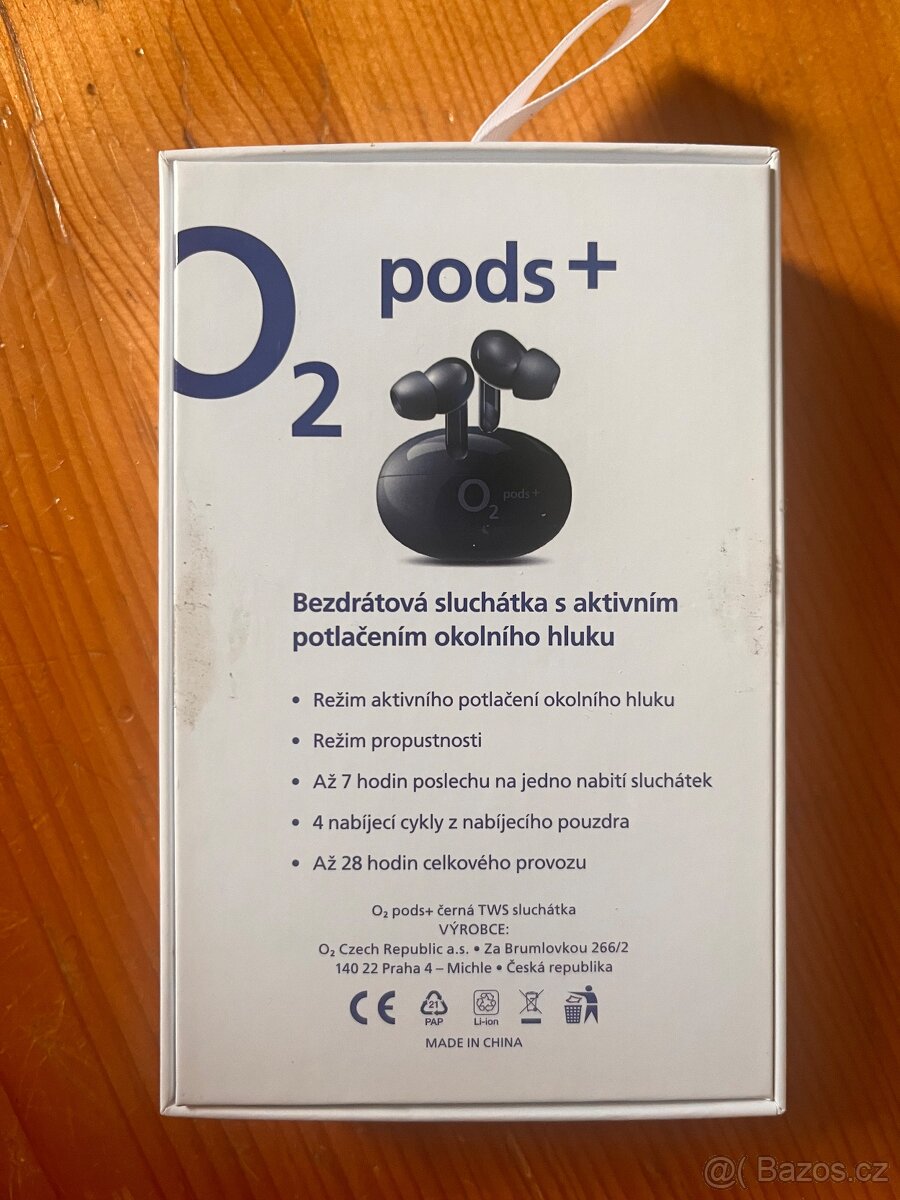 O2
pods+
O2 pods+
Bezdrátová sluchátka s aktivním
potlačením okolního hluku
• Režim aktivního potlačení okolního hluku
• Režim propustnosti
• Až 7 hodin poslechu na jedno nabití sluchátek
• 4 nabíjecí cykly z nabíjecího pouzdra
• Až 28 hodin celkového provozu
O₂ pods+ černá TWS sluchátka
VÝROBCE:
O₂ Czech Republic a.s. • Za Brumlovkou 266/2
140 22 Praha 4 – Michle • Česká republika
CE 21 PAP Li-ion
MADE IN CHINA
@( Bazos.cz